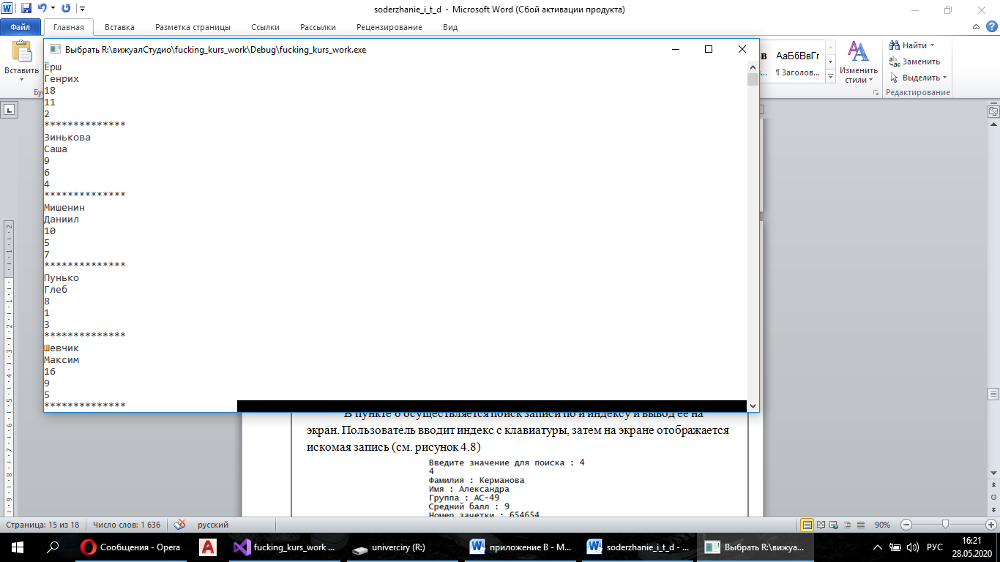 soderzhanie_i_t_d - Microsoft Word (Сбой активации продукта)
Файл Главная Вставка Разметка страницы Ссылки Рассылки Рецензирование Вид
Выбрать R:\вижуалСтудио\fucking_kurs_work\Debug\fucking_kurs_work.exe
Вставить
АаБбВвГг
¶ Заголов...
Изменить
стили
Найти
Заменить
Выделить
Редактирование
Ёрш
Генрих
18
11
2
**************
Зинькова
Саша
9
6
4
**************
Мишенин
Даниил
10
5
7
**************
Пунько
Глеб
8
1
3
**************
Шевчик
Максим
16
9
5
**************
В пункте 6 осуществляется поиск записи по и индексу и вывод её на
экран. Пользователь вводит индекс с клавиатуры, затем на экране отображается
искомая запись (см. рисунок 4.8)
Введите значение для поиска : 4
4
Фамилия : Керманова
Имя : Александра
Группа : АС-49
Средний балл : 9
Номер зачетки : 654654
Страница: 15 из 18 Число слов: 1 636 русский 90%
Сообщения - Opera fucking_kurs_work ... univerciry (R:) приложение В - M... soderzhanie_i_t_d - ... Выбрать R:\вижуа... РУС 16:21
28.05.2020